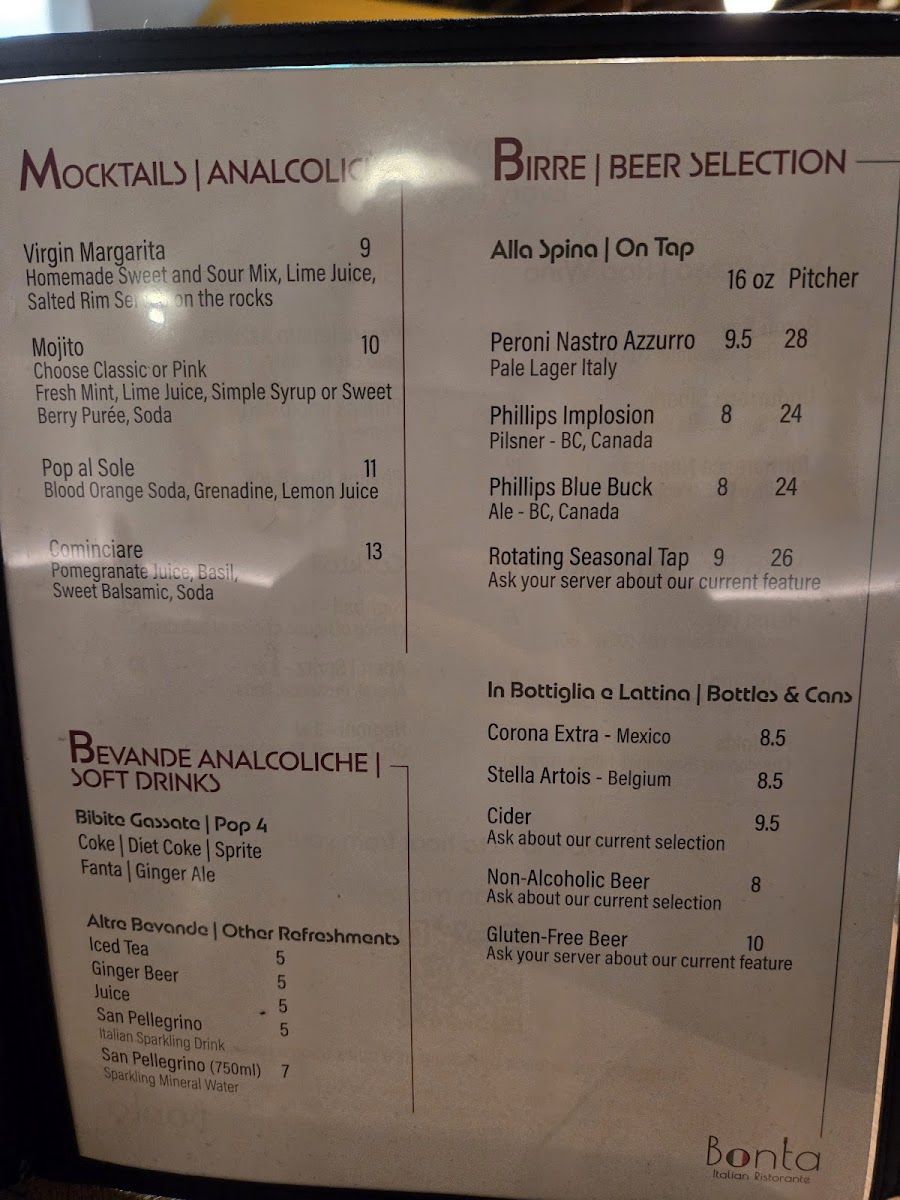 MOCKTAILS | ANALCOLIC
Virgin Margarita 9
Homemade Sweet and Sour Mix, Lime Juice,
Salted Rim on the rocks
Mojito 10
Choose Classic or Pink
Fresh Mint, Lime Juice, Simple Syrup or Sweet
Berry Purée, Soda
Pop al Sole 11
Blood Orange Soda, Grenadine, Lemon Juice
Cominciare 13
Pomegranate Juice, Basil,
Sweet Balsamic, Soda
BEVANDE ANALCOLICHE |
SOFT DRINKS
Bibite Gassate | Pop 4
Coke | Diet Coke | Sprite
Fanta | Ginger Ale
Altre Bevande | Other Refreshments
Iced Tea 5
Ginger Beer 5
Juice 5
San Pellegrino 5
Italian Sparkling Drink
San Pellegrino (750ml) 7
Sparkling Mineral Water
BIRRE | BEER SELECTION
Alla Spina | On Tap
16 oz Pitcher
Peroni Nastro Azzurro 9.5 28
Pale Lager Italy
Phillips Implosion 8 24
Pilsner - BC, Canada
Phillips Blue Buck 8 24
Ale - BC, Canada
Rotating Seasonal Tap 9 26
Ask your server about our current feature
In Bottiglia e Lattina | Bottles & Cans
Corona Extra - Mexico 8.5
Stella Artois - Belgium 8.5
Cider 9.5
Ask about our current selection
Non-Alcoholic Beer 8
Ask about our current selection
Gluten-Free Beer 10
Ask your server about our current feature
Bonta
Italian Ristorante